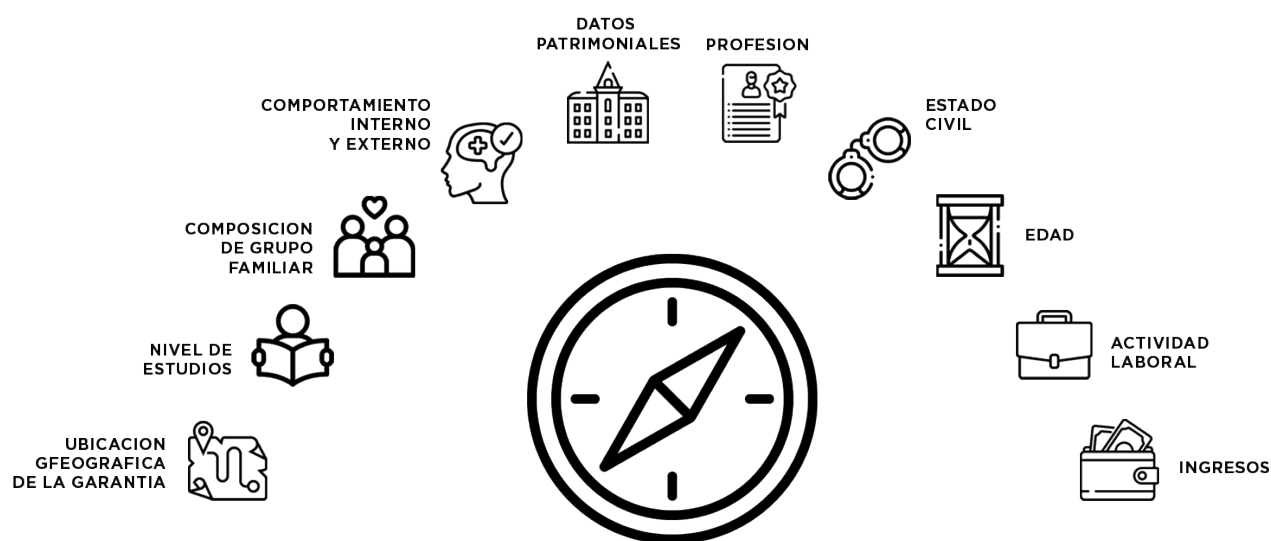 DATOS
PATRIMONIALES
PROFESION
COMPORTAMIENTO
INTERNO
Y EXTERNO
ESTADO
CIVIL
COMPOSICION
DE GRUPO
FAMILIAR
EDAD
NIVEL DE
ESTUDIOS
ACTIVIDAD
LABORAL
UBICACION
GFEOGRAFICA
DE LA GARANTIA
INGRESOS